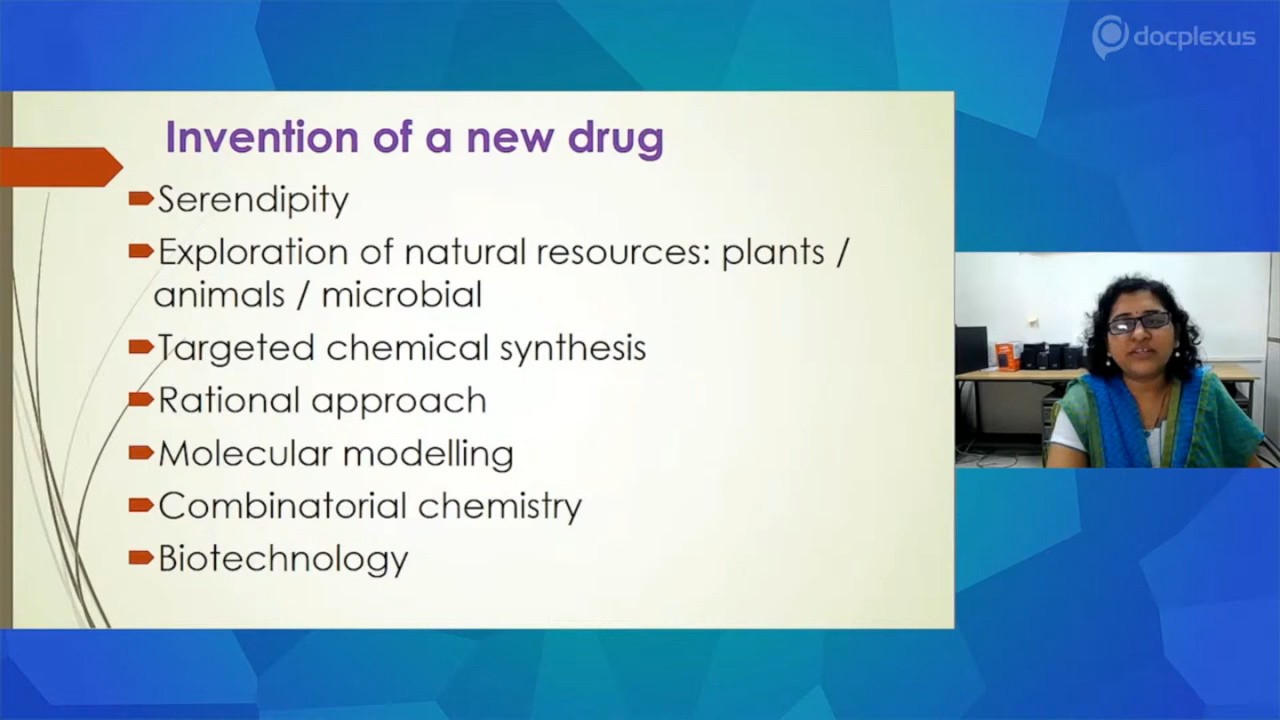 docplexus
Invention of a new drug
Serendipity
Exploration of natural resources: plants /
animals / microbial
Targeted chemical synthesis
Rational approach
Molecular modelling
Combinatorial chemistry
Biotechnology